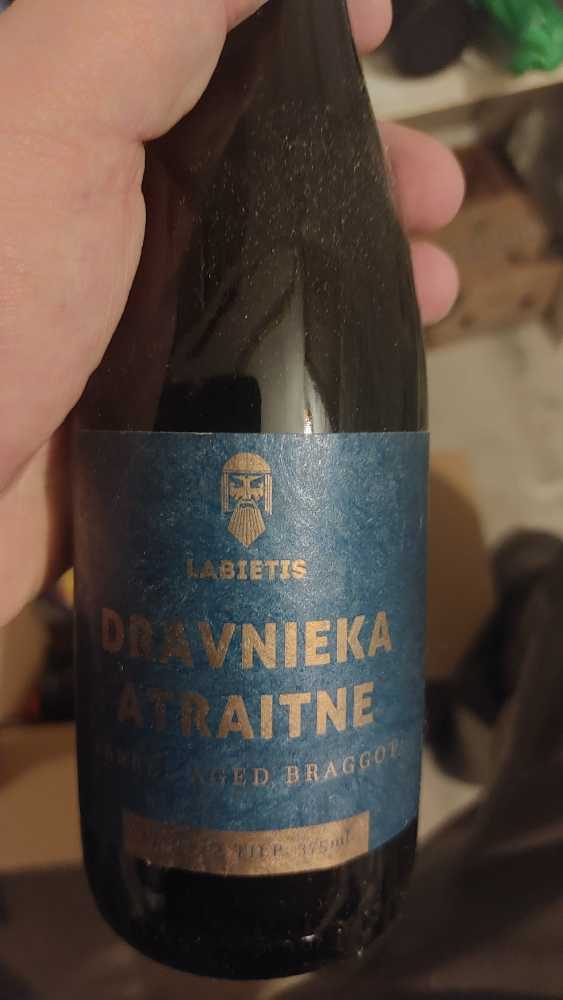 LABIETIS
DRAVNIEKA
ATRAITNE
AGED BRAGGOT
TILP. 375ml